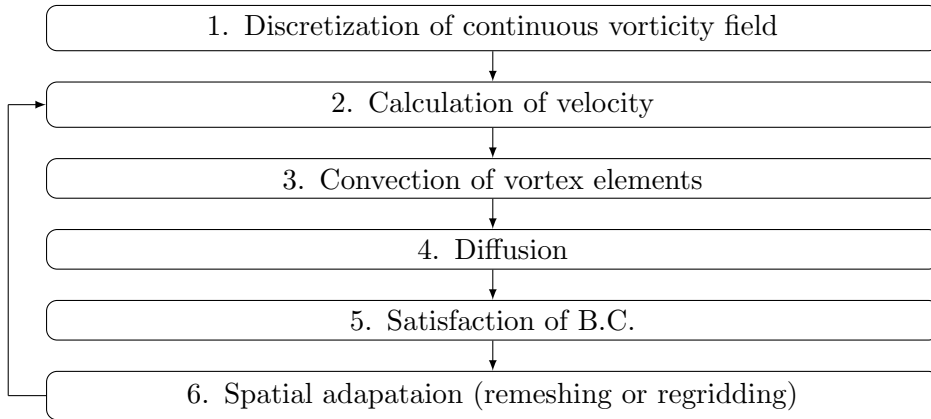 1. Discretization of continuous vorticity field
2. Calculation of velocity
3. Convection of vortex elements
4. Diffusion
5. Satisfaction of B.C.
6. Spatial adapataion (remeshing or regridding)